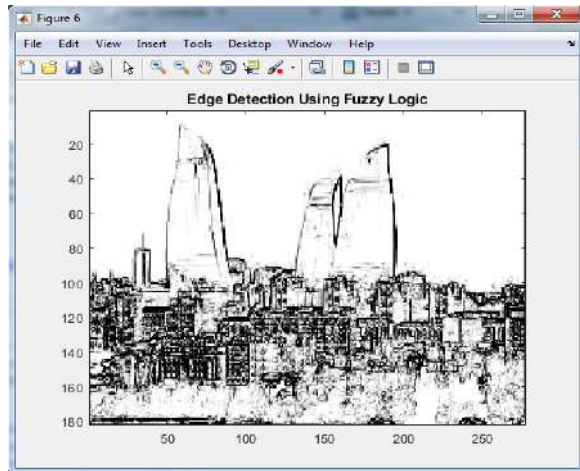 Figure 6
File Edit View Insert Tools Desktop Window Help
Edge Detection Using Fuzzy Logic
20
40
60
80
100
120
140
160
180
50 100 150 200 250